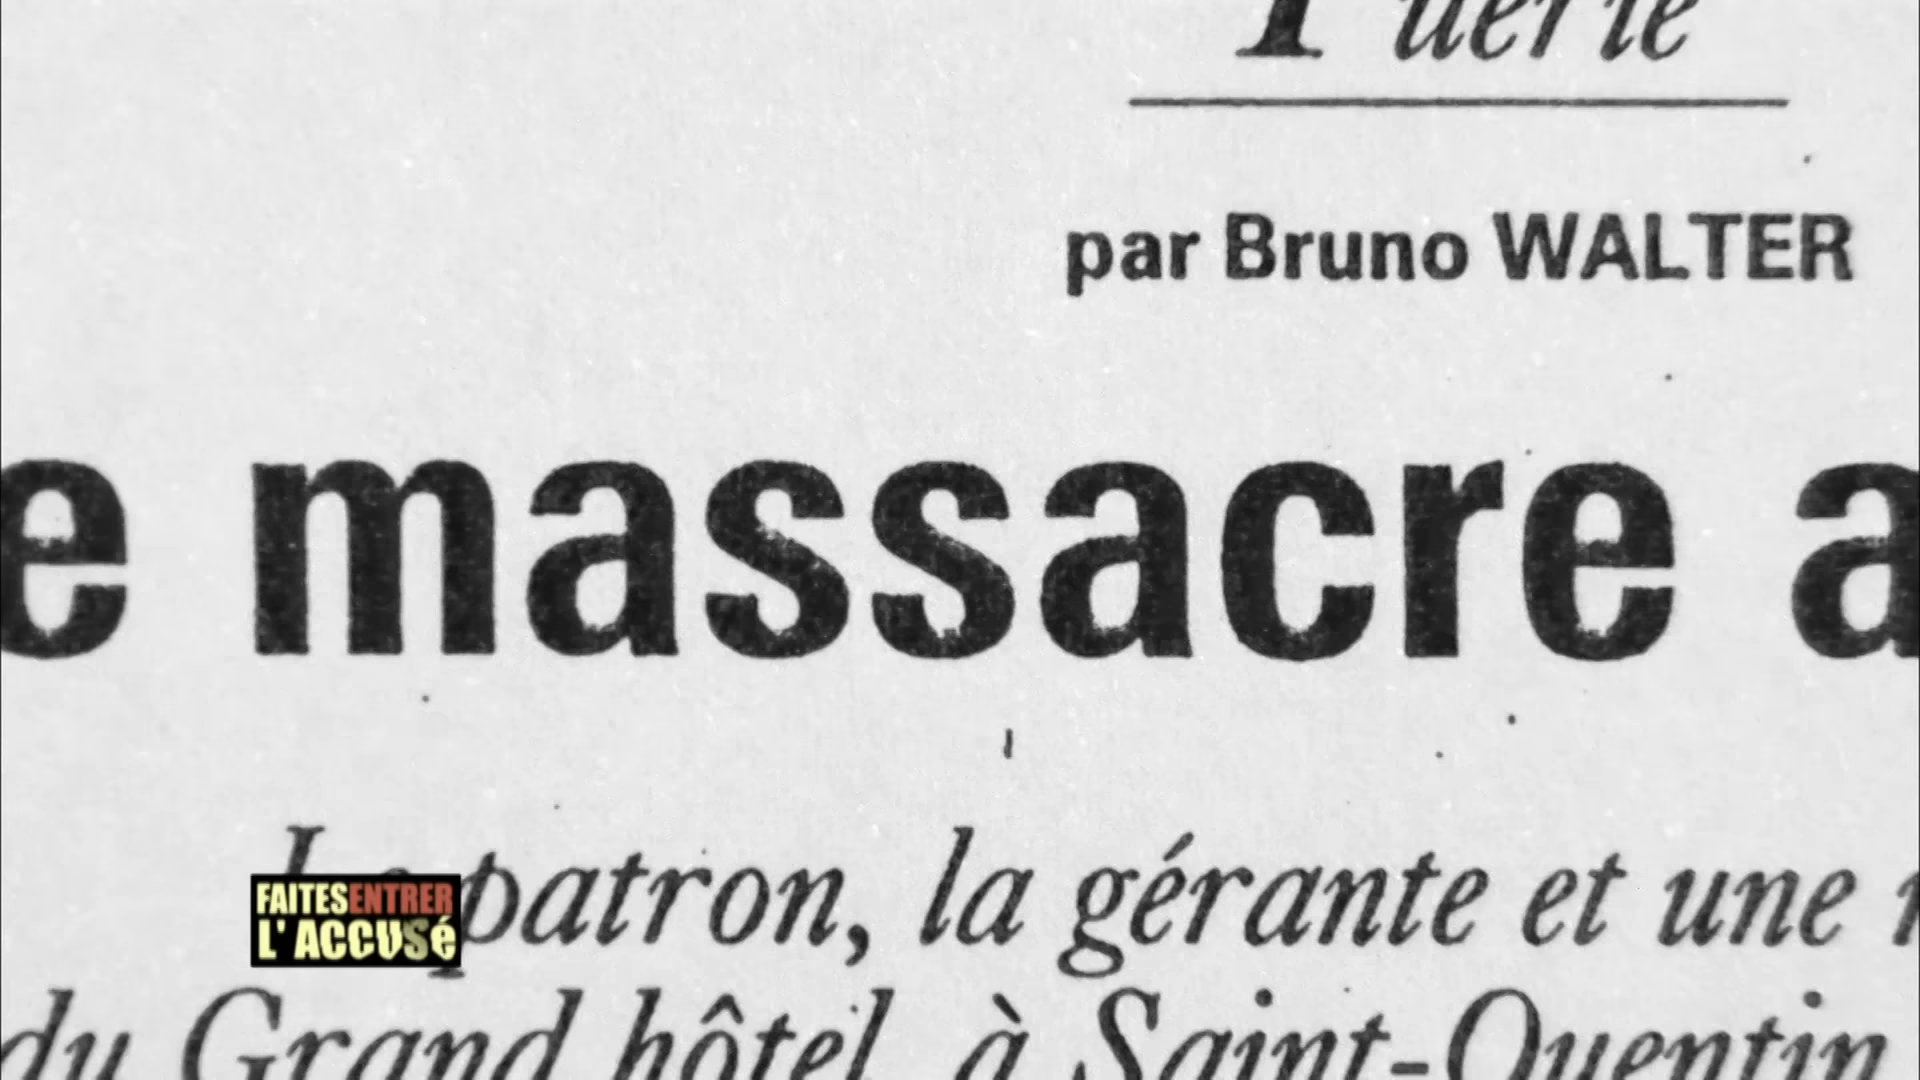 par Bruno WALTER
e massacre a
patron, la gérante et une
du Grand hôtel, à Saint-Quentin
FAITES ENTRER
L'ACCUSé